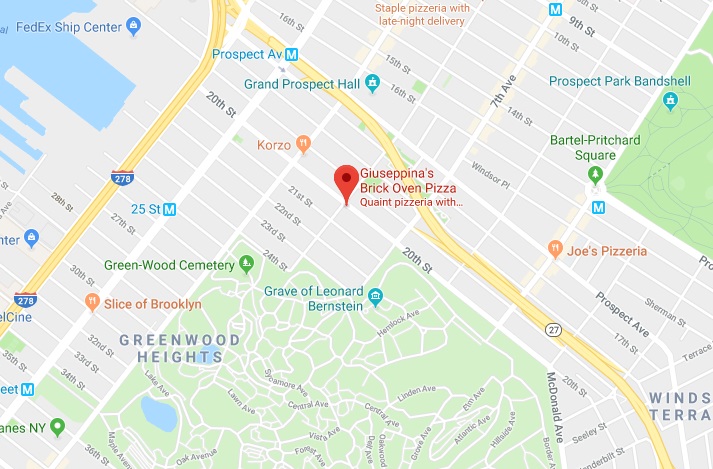 Staple pizzeria with
late-night delivery
FedEx Ship Center
16th St
9th St
10th St
Prospect Av M
15th St
Grand Prospect Hall
16th St
7th Ave
Prospect Park Bandshell
20th St
14th St
Korzo
Bartel-Pritchard
Square
Giuseppina's
Brick Oven Pizza
Quaint pizzeria with...
Windsor Pl
278
21st St
28th St
25 St M
22nd St
27th St
23rd St
nter
24th St
20th St
Joe's Pizzeria
Green-Wood Cemetery
30th St
Grave of Leonard
Bernstein
278
elCine
Slice of Brooklyn
Prospect Ave
Sherman St
Hemlock Ave
27
17th St
32nd St
GREENWOOD
HEIGHTS
33rd St
Terrace
35th St
34th St
Lake Ave
Sycamore Ave
20th St
eet M
Linden Ave
McDonald Ave
WINDS
TERRA
Lawn Ave
Central Ave
Central Ave
Elm Ave
Seeley St
anes NY
Vista Ave
Atlantic Ave
Hillside Ave
Vanderbilt St
36th St
Maple Ave
Oak Avenue
Forest Ave
Grove Ave
Border Ave